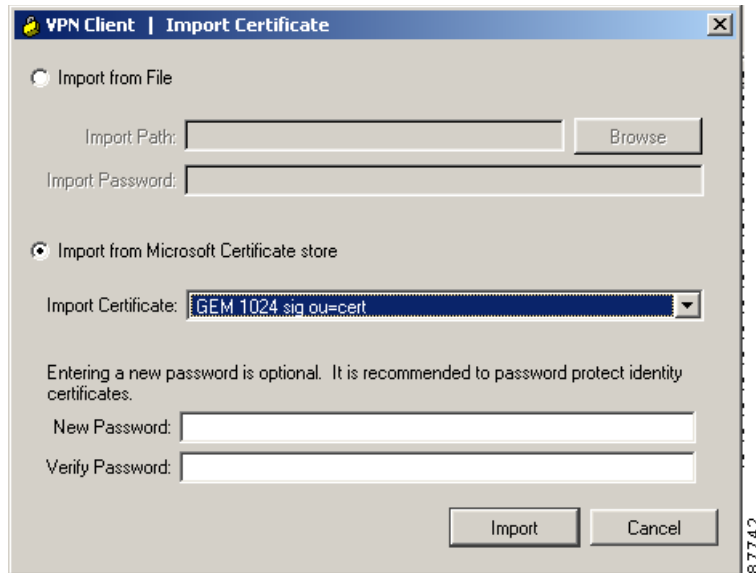 VPN Client | Import Certificate
Import from File
Import Path:
Browse
Import Password:
Import from Microsoft Certificate store
Import Certificate: GEM 1024 sig ou=cert
Entering a new password is optional. It is recommended to password protect identity
certificates.
New Password:
Verify Password:
Import Cancel
87742